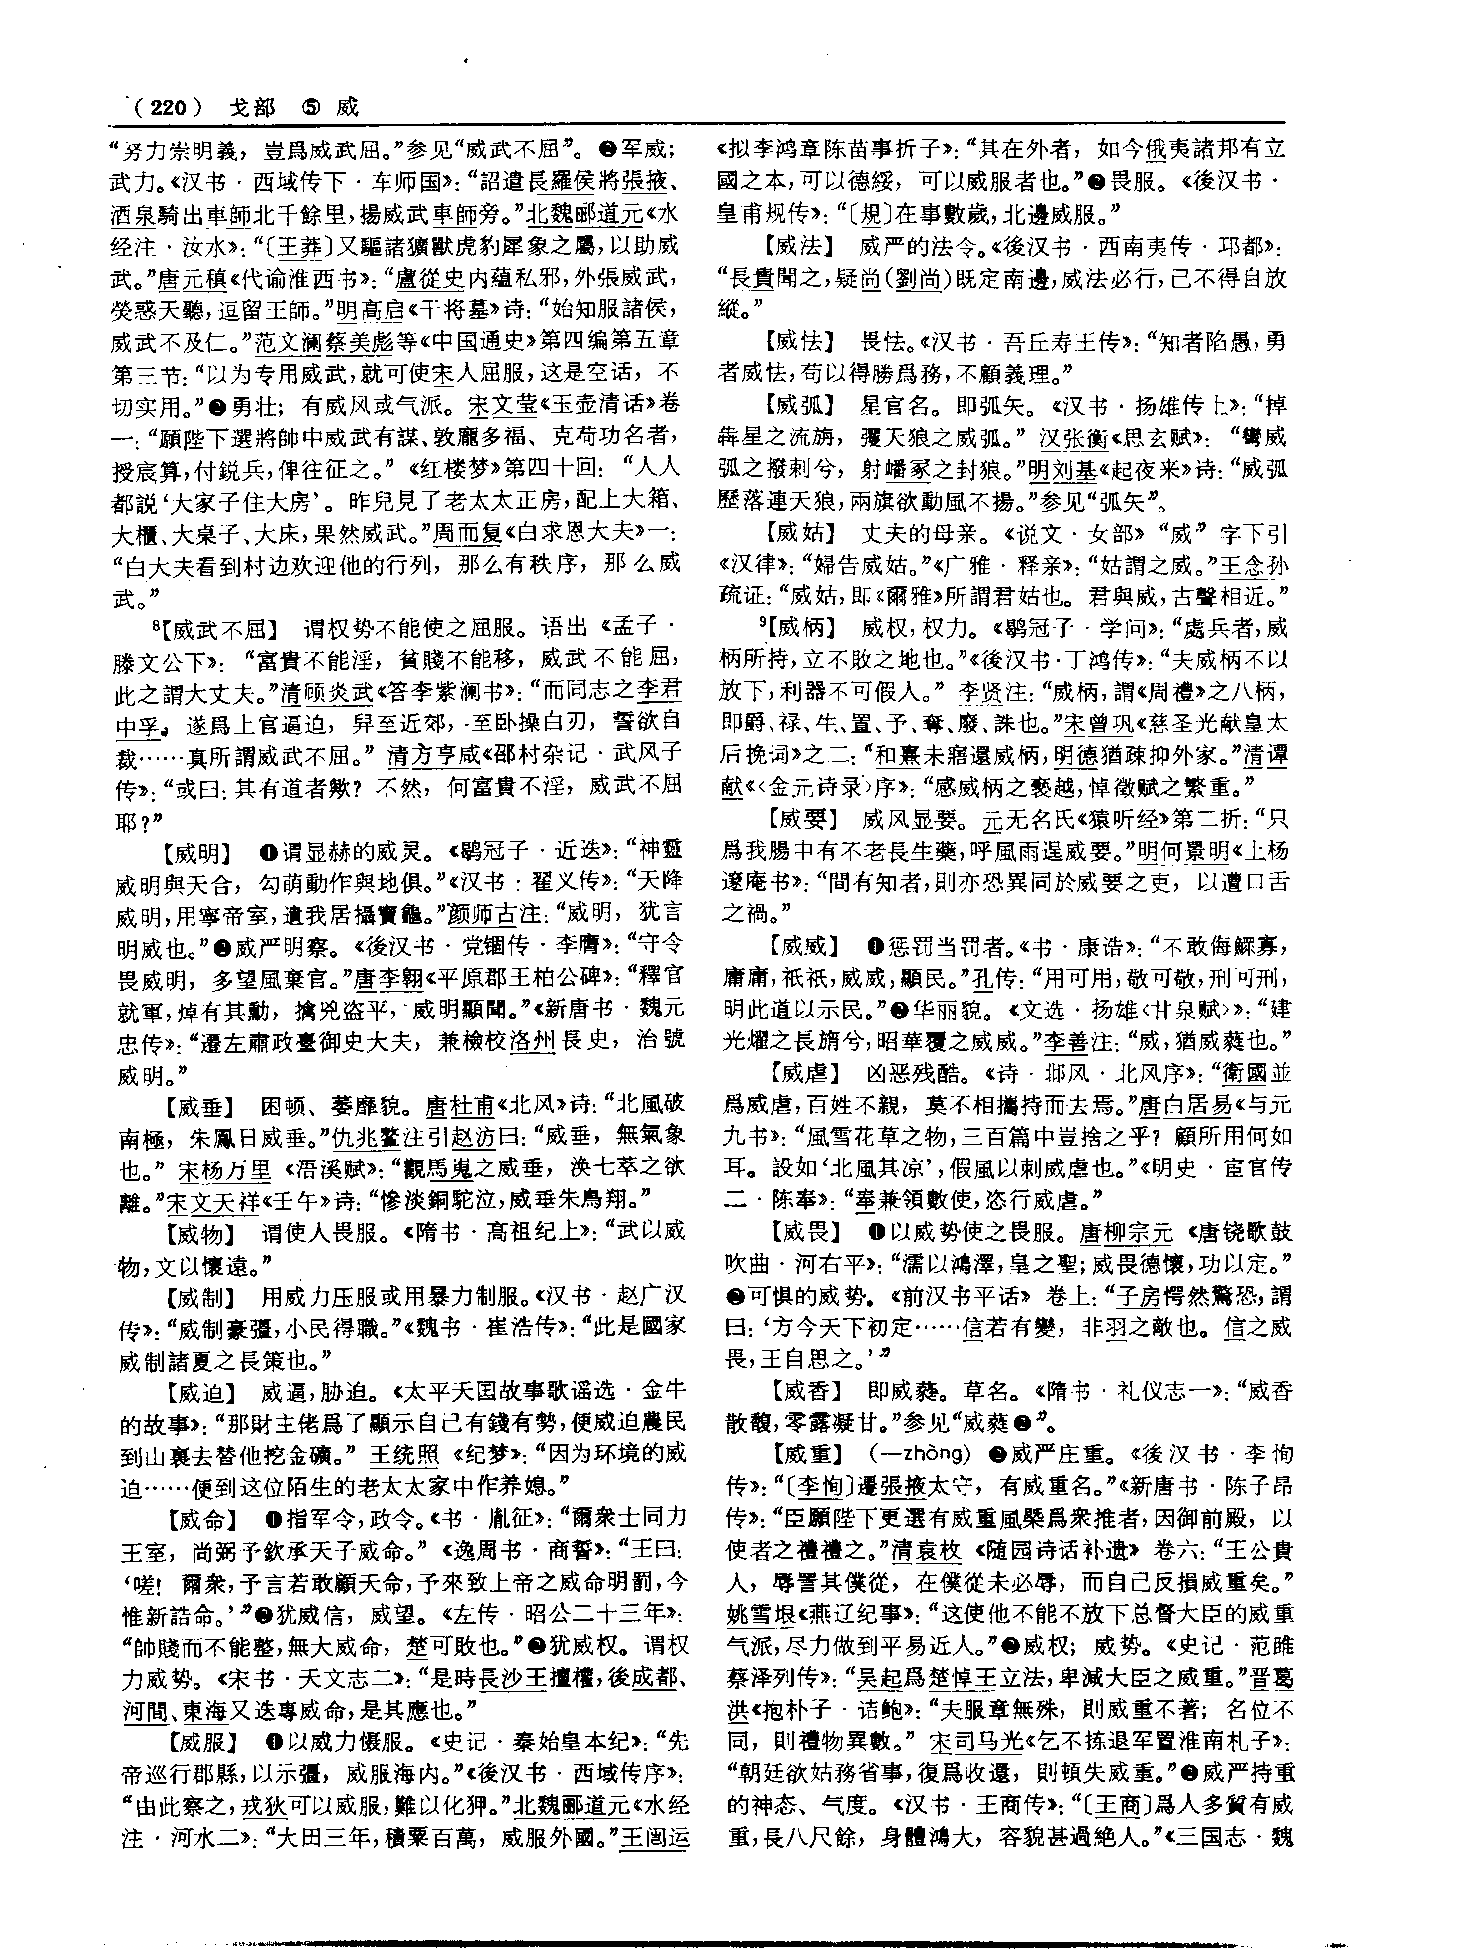 （220） 戈部 ⑤ 威
“努力崇明義，豈爲威武屈。”参见“威武不屈”。❷军威；
武力。《汉书·西域传下·车师国》：“詔遣長羅侯將張掖、
酒泉騎出車師北千餘里，揚威武車師旁。”北魏郦道元《水
经注·汝水》：“〔王莽〕又驅諸獷獸虎豹犀象之屬，以助威
武。”唐元稹《代谕淮西书》：“盧從史内蕴私邪，外張威武，
熒惑天聽，逗留王師。”明高启《干将墓》诗：“始知服諸侯，
威武不及仁。”范文澜蔡美彪等《中国通史》第四编第五章
第三节：“以为专用威武，就可使宋人屈服，这是空话，不
切实用。”❸勇壮；有威风或气派。宋文莹《玉壶清话》卷
一：“願陛下選將帥中威武有謀、敦龐多福、克荷功名者，
授宸算，付鋭兵，俾往征之。”《红楼梦》第四十回：“人人
都説‘大家子住大房’。昨兒見了老太太正房，配上大箱、
大櫃、大桌子、大床，果然威武。”周而复《白求恩大夫》一：
“白大夫看到村边欢迎他的行列，那么有秩序，那么威
武。”
⁸【威武不屈】 谓权势不能使之屈服。语出《孟子·
滕文公下》：“富貴不能淫，貧賤不能移，威武不能屈，
此之謂大丈夫。”清顾炎武《答李紫澜书》：“而同志之李君
中孚，遂爲上官逼迫，舁至近郊，至卧操白刃，誓欲自
裁……真所謂威武不屈。”清方亨咸《邵村杂记·武风子
传》：“或曰：其有道者歟？不然，何富貴不淫，威武不屈
耶？”
【威明】 ❶谓显赫的威灵。《鹖冠子·近迭》：“神靈
威明與天合，勾萌動作與地俱。”《汉书：翟义传》：“天降
威明，用寧帝室，遺我居攝寶龜。”颜师古注：“威明，犹言
明威也。”❷威严明察。《後汉书·党锢传·李膺》：“守令
畏威明，多望風棄官。”唐李翱《平原郡王柏公碑》：“釋官
就軍，焯有其勳，擒兇盗平，威明顯聞。”《新唐书·魏元
忠传》：“遷左肅政臺御史大夫，兼檢校洛州長史，治號
威明。”
【威垂】 困顿、萎靡貌。唐杜甫《北风》诗：“北風破
南極，朱鳳日威垂。”仇兆鳌注引赵汸曰：“威垂，無氣象
也。”宋杨万里《浯溪赋》：“觀馬嵬之威垂，涣七萃之欲
離。”宋文天祥《壬午》诗：“慘淡銅駝泣，威垂朱鳥翔。”
【威物】 谓使人畏服。《隋书·高祖纪上》：“武以威
物，文以懷遠。”
【威制】 用威力压服或用暴力制服。《汉书·赵广汉
传》：“威制豪彊，小民得職。”《魏书·崔浩传》：“此是國家
威制諸夏之長策也。”
【威迫】 威逼，胁迫。《太平天囯故事歌谣选·金牛
的故事》：“那財主佬爲了顯示自己有錢有勢，便威迫農民
到山裏去替他挖金礦。”王统照《纪梦》：“因为环境的威
迫……便到这位陌生的老太太家中作养媳。”
【威命】 ❶指军令，政令。《书·胤征》：“爾衆士同力
王室，尚弼予欽承天子威命。”《逸周书·商誓》：“王曰：
‘嗟！爾衆，予言若敢顧天命，予來致上帝之威命明罰，今
惟新誥命。’”❷犹威信，威望。《左传·昭公二十三年》：
“帥賤而不能整，無大威命，楚可敗也。”❸犹威权。谓权
力威势。《宋书·天文志二》：“是時長沙王擅權，後成都、
河間、東海又迭專威命，是其應也。”
【威服】 ❶以威力慑服。《史记·秦始皇本纪》：“先
帝巡行郡縣，以示彊，威服海内。”《後汉书·西域传序》：
“由此察之，戎狄可以威服，難以化狎。”北魏郦道元《水经
注·河水二》：“大田三年，積粟百萬，威服外國。”王闿运
《拟李鸿章陈苗事折子》：“其在外者，如今俄夷諸邦有立
國之本，可以德綏，可以威服者也。”❷畏服。《後汉书·
皇甫规传》：“〔規〕在事數歲，北邊威服。”
【威法】 威严的法令。《後汉书·西南夷传·邛都》：
“長貴聞之，疑尚（劉尚）既定南邊，威法必行，已不得自放
縱。”
【威怯】 畏怯。《汉书·吾丘寿王传》：“知者陷愚，勇
者威怯，苟以得勝爲務，不顧義理。”
【威弧】 星官名。即弧矢。《汉书·扬雄传上》：“掉
犇星之流旃，彏天狼之威弧。”汉张衡《思玄赋》：“彎威
弧之撥刺兮，射嶓冢之封狼。”明刘基《起夜来》诗：“威弧
歷落連天狼，兩旗欲動風不揚。”参见“弧矢”。
【威姑】 丈夫的母亲。《说文·女部》“威”字下引
《汉律》：“婦告威姑。”《广雅·释亲》：“姑謂之威。”王念孙
疏证：“威姑，即《爾雅》所謂君姑也。君與威，古聲相近。”
⁹【威柄】 威权，权力。《鹖冠子·学问》：“處兵者，威
柄所持，立不敗之地也。”《後漢书·丁鸿传》：“夫威柄不以
放下，利器不可假人。”李贤注：“威柄，謂《周禮》之八柄，
即爵、禄、生、置、予、奪、廢、誅也。”宋曾巩《慈圣光献皇太
后挽词》之二：“和熹未寤還威柄，明德猶疎抑外家。”清谭
献《〈金元诗录〉序》：“感威柄之褻越，悼徵賦之繁重。”
【威要】 威风显要。元无名氏《猿听经》第二折：“只
爲我腸中有不老長生藥，呼風雨逞威要。”明何景明《上杨
邃庵书》：“間有知者，則亦恐異同於威要之吏，以遭口舌
之禍。”
【威威】 ❶惩罚当罚者。《书·康诰》：“不敢侮鰥寡，
庸庸，衹衹，威威，顯民。”孔传：“用可用，敬可敬，刑可刑，
明此道以示民。”❷华丽貌。《文选·扬雄〈甘泉赋〉》：“建
光燿之長旓兮，昭華覆之威威。”李善注：“威，猶威蕤也。”
【威虐】 凶恶残酷。《诗·邶风·北风序》：“衛國並
爲威虐，百姓不親，莫不相攜持而去焉。”唐白居易《与元
九书》：“風雪花草之物，三百篇中豈捨之乎？顧所用何如
耳。設如‘北風其凉’，假風以刺威虐也。”《明史·宦官传
二·陈奉》：“奉兼領數使，恣行威虐。”
【威畏】 ❶以威势使之畏服。唐柳宗元《唐铙歌鼓
吹曲·河右平》：“濡以鴻澤，皇之聖；威畏德懷，功以定。”
❷可惧的威势。《前汉书平话》卷上：“子房愕然驚恐，謂
曰：‘方今天下初定……信若有變，非羽之敵也。信之威
畏，王自思之。’”
【威香】 即威蕤。草名。《隋书·礼仪志一》：“威香
散馥，零露凝甘。”参见“威蕤❷”。
【威重】（—zhòng）❶威严庄重。《後汉书·李恂
传》：“〔李恂〕遷張掖太守，有威重名。”《新唐书·陈子昂
传》：“臣願陛下更選有威重風槩爲衆推者，因御前殿，以
使者之禮禮之。”清袁枚《随园诗话补遗》卷六：“王公貴
人，辱詈其僕從，在僕從未必辱，而自己反損威重矣。”
姚雪垠《燕辽纪事》：“这使他不能不放下总督大臣的威重
气派，尽力做到平易近人。”❷威权；威势。《史记·范雎
蔡泽列传》：“吴起爲楚悼王立法，卑減大臣之威重。”晋葛
洪《抱朴子·诘鲍》：“夫服章無殊，則威重不著；名位不
同，則禮物異數。”宋司马光《乞不拣退军置淮南札子》：
“朝廷欲姑務省事，復爲收還，則頓失威重。”❸威严持重
的神态、气度。《汉书·王商传》：“〔王商〕爲人多質有威
重，長八尺餘，身體鴻大，容貌甚過絶人。”《三国志·魏